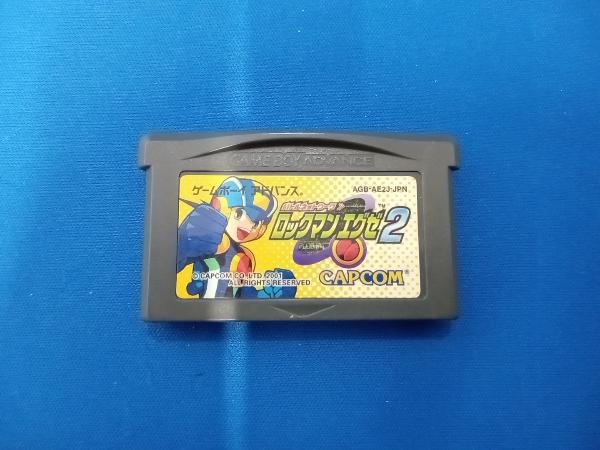 GAME BOY ADVANCE
ゲームボーイ アドバンス
AGB-AE2J-JPN
バトルネットワーク
ロックマンエグゼ2
TM
© CAPCOM CO., LTD. 2001
ALL RIGHTS RESERVED.
CAPCOM